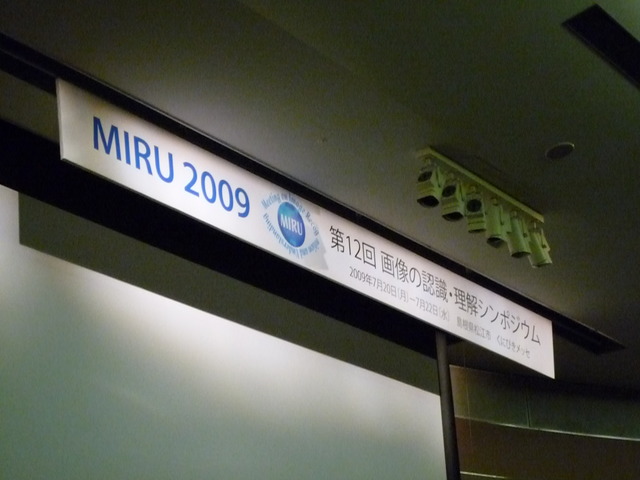 MIRU 2009
MIRU
第12回 画像の認識・理解シンポジウム
2009年7月20日(月)～7月22日(水) 島根県松江市 くにびきメッセ